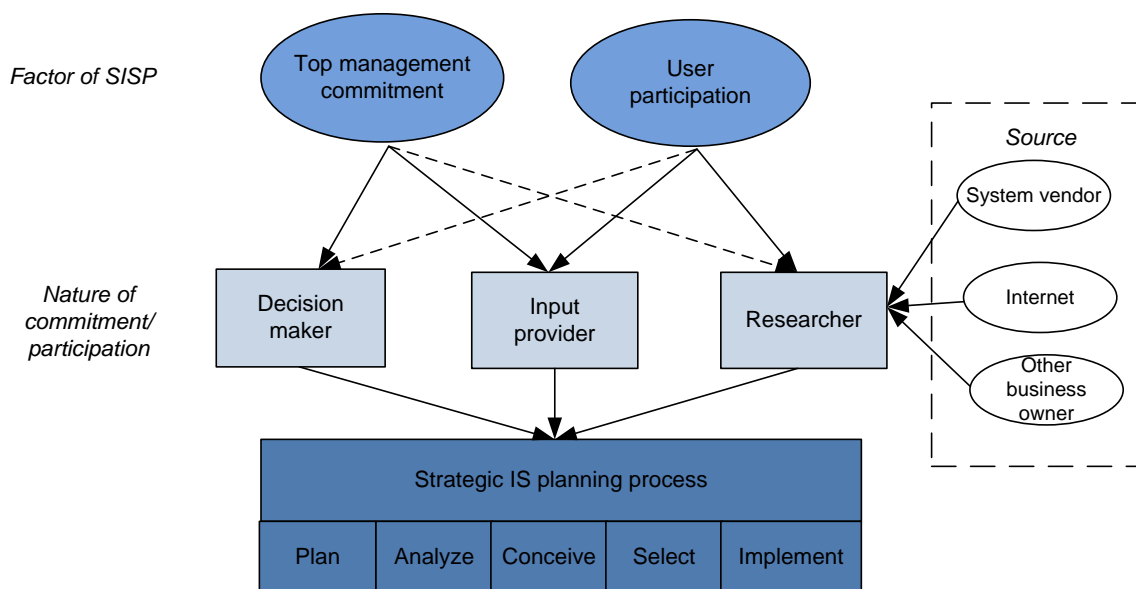 Factor of SISP
Top management
commitment
User
participation
Source
System vendor
Internet
Other
business
owner
Nature of
commitment/
participation
Decision
maker
Input
provider
Researcher
Strategic IS planning process
Plan
Analyze
Conceive
Select
Implement